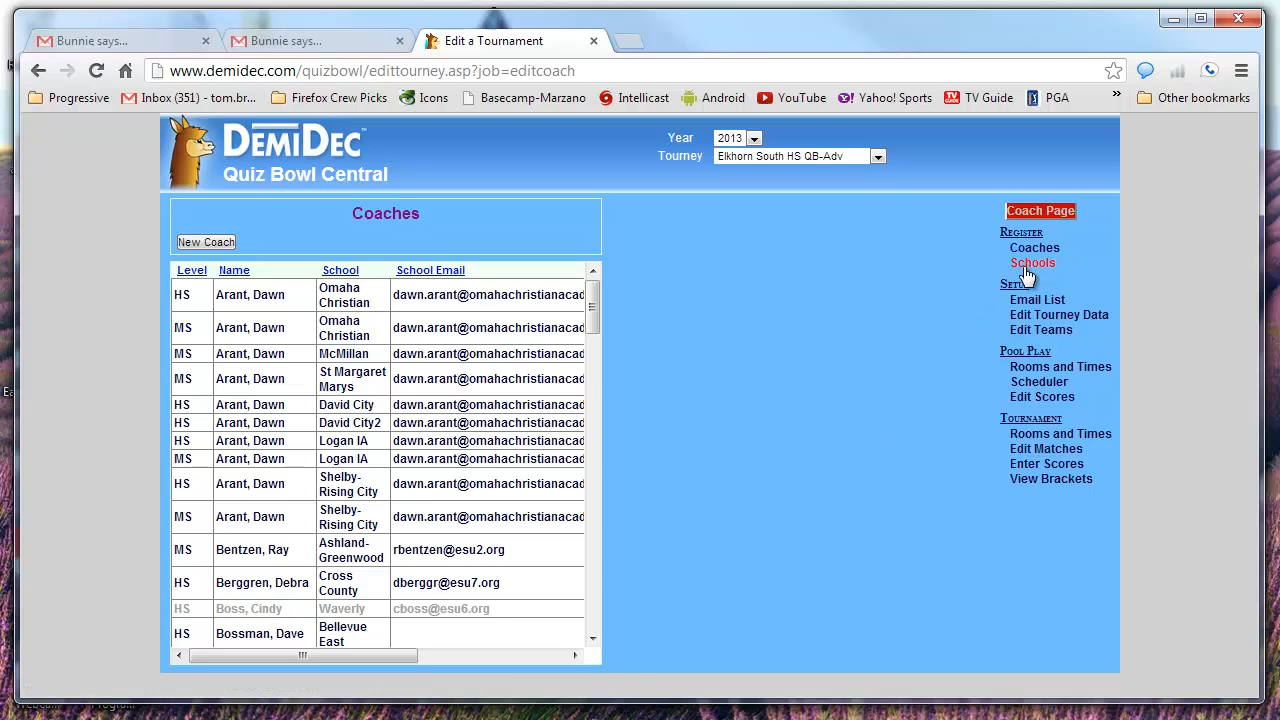 Bunnie says...
Bunnie says...
Edit a Tournament
www.demidec.com/quizbowl/edittourney.asp?job=editcoach
Progressive
Inbox (351) - tom.br...
Firefox Crew Picks
Icons
Basecamp-Marzano
Intellicast
Android
YouTube
Yahoo! Sports
TV Guide
PGA
»
Other bookmarks
DEMIDEC™
Quiz Bowl Central
Year 2013
Tourney Elkhorn South HS QB-Adv
Coaches
New Coach
Level Name School School Email
HS Arant, Dawn Omaha Christian dawn.arant@omahachristianacad
MS Arant, Dawn Omaha Christian dawn.arant@omahachristianacad
MS Arant, Dawn McMillan dawn.arant@omahachristianacad
MS Arant, Dawn St Margaret Marys dawn.arant@omahachristianacad
HS Arant, Dawn David City dawn.arant@omahachristianacad
HS Arant, Dawn David City2 dawn.arant@omahachristianacad
HS Arant, Dawn Logan IA dawn.arant@omahachristianacad
MS Arant, Dawn Logan IA dawn.arant@omahachristianacad
HS Arant, Dawn Shelby-Rising City dawn.arant@omahachristianacad
MS Arant, Dawn Shelby-Rising City dawn.arant@omahachristianacad
MS Bentzen, Ray Ashland-Greenwood rbentzen@esu2.org
HS Berggren, Debra Cross County dberggr@esu7.org
HS Boss, Cindy Waverly cboss@esu6.org
HS Bossman, Dave Bellevue East
Coach Page
Register
Coaches
Schools
Email List
Edit Tourney Data
Edit Teams
Pool Play
Rooms and Times
Scheduler
Edit Scores
Tournament
Rooms and Times
Edit Matches
Enter Scores
View Brackets